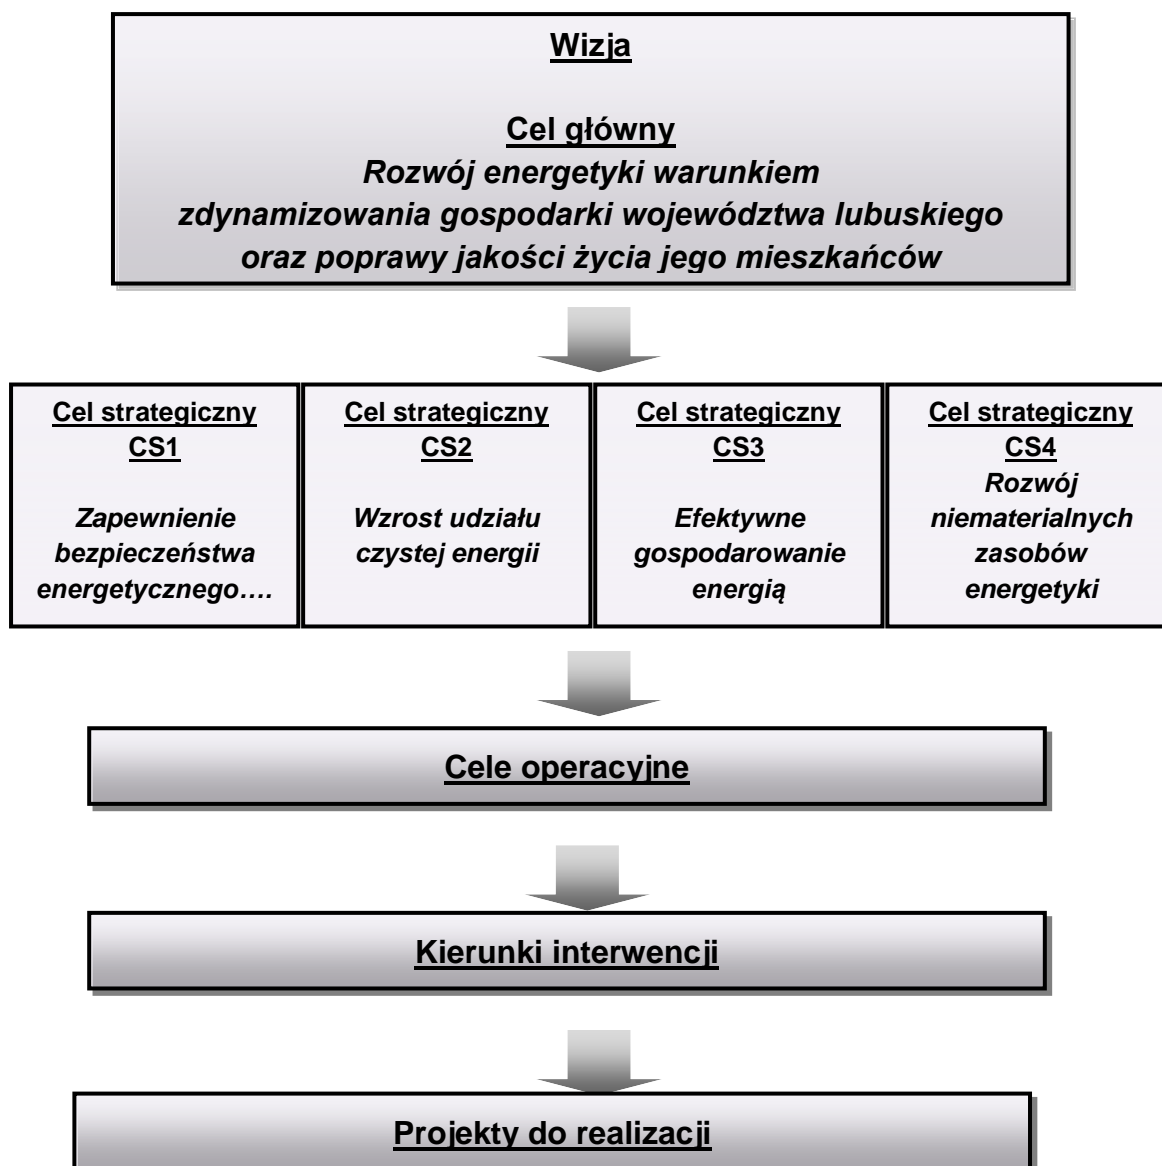 Wizja
Cel główny
Rozwój energetyki warunkiem
zdynamizowania gospodarki województwa lubuskiego
oraz poprawy jakości życia jego mieszkańców
Cel strategiczny
CS1
Zapewnienie
bezpieczeństwa
energetycznego….
Cel strategiczny
CS2
Wzrost udziału
czystej energii
Cel strategiczny
CS3
Efektywne
gospodarowanie
energią
Cel strategiczny
CS4
Rozwój
niematerialnych
zasobów
energetyki
Cele operacyjne
Kierunki interwencji
Projekty do realizacji